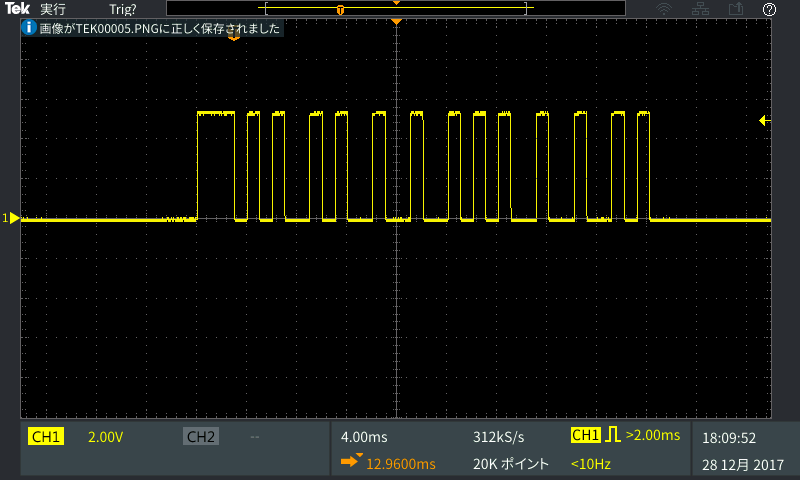 Tek 実行 Trig?
画像がTEK00005.PNGに正しく保存されました
1
CH1 2.00V CH2 -- 4.00ms 312kS/s CH1 >2.00ms 18:09:52
12.9600ms 20K ポイント <10Hz 28 12月 2017